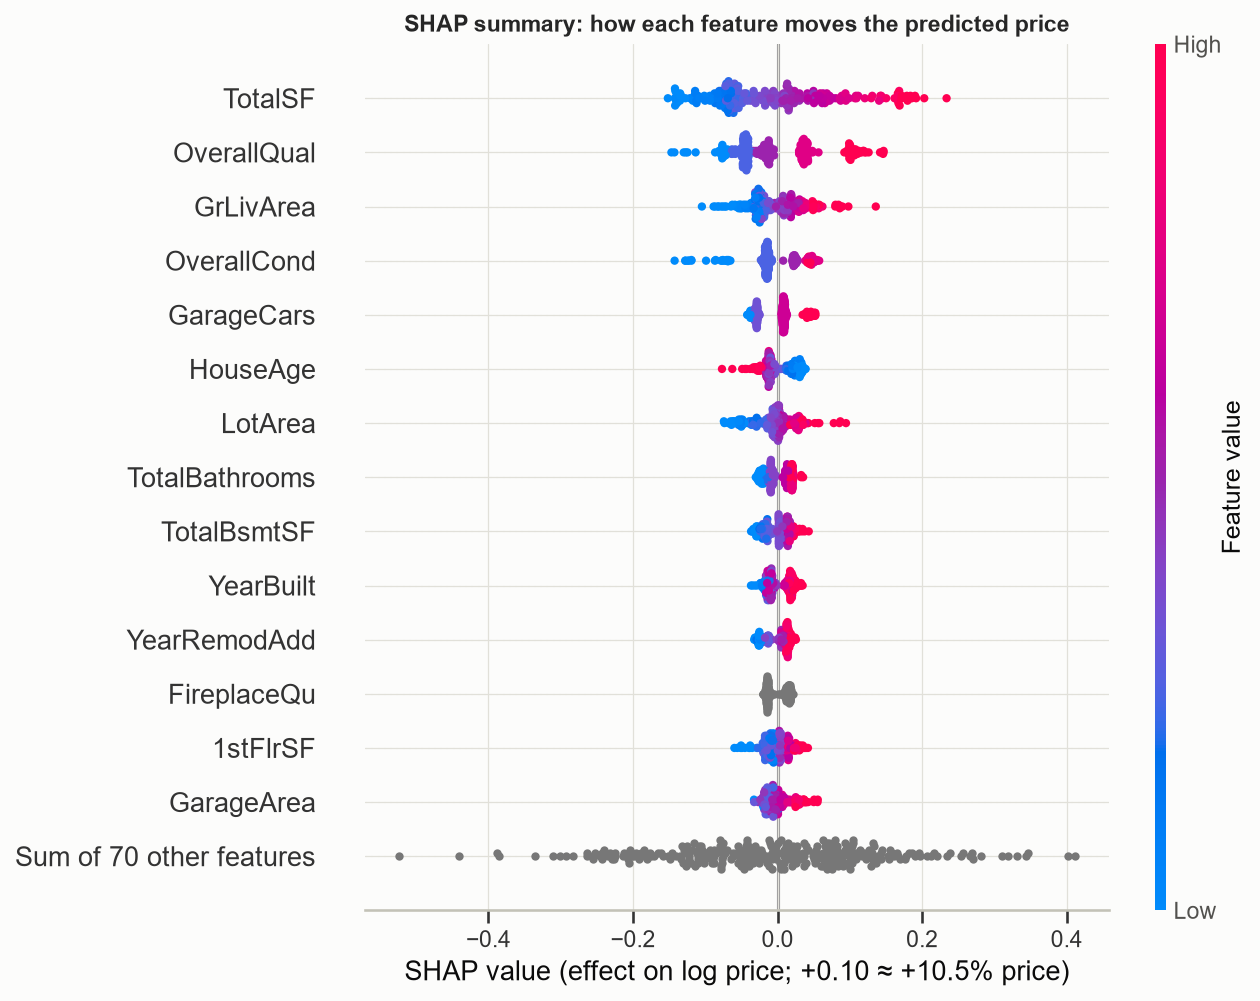 SHAP summary: how each feature moves the predicted price
High
TotalSF
OverallQual
GrLivArea
OverallCond
GarageCars
HouseAge
LotArea
TotalBathrooms
TotalBsmtSF
YearBuilt
YearRemodAdd
FireplaceQu
1stFlrSF
GarageArea
Sum of 70 other features
Feature value
Low
−0.4 −0.2 0.0 0.2 0.4
SHAP value (effect on log price; +0.10 ≈ +10.5% price)